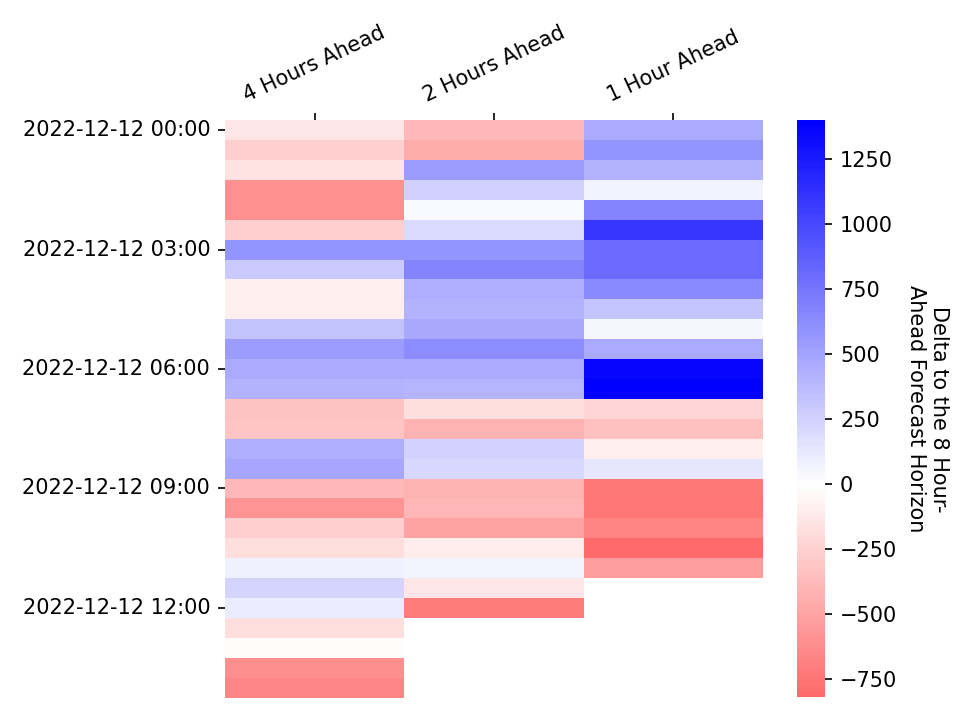 4 Hours Ahead
2 Hours Ahead
1 Hour Ahead
2022-12-12 00:00
2022-12-12 03:00
2022-12-12 06:00
2022-12-12 09:00
2022-12-12 12:00
1250
1000
750
500
250
0
−250
−500
−750
Delta to the 8 Hour-
Ahead Forecast Horizon